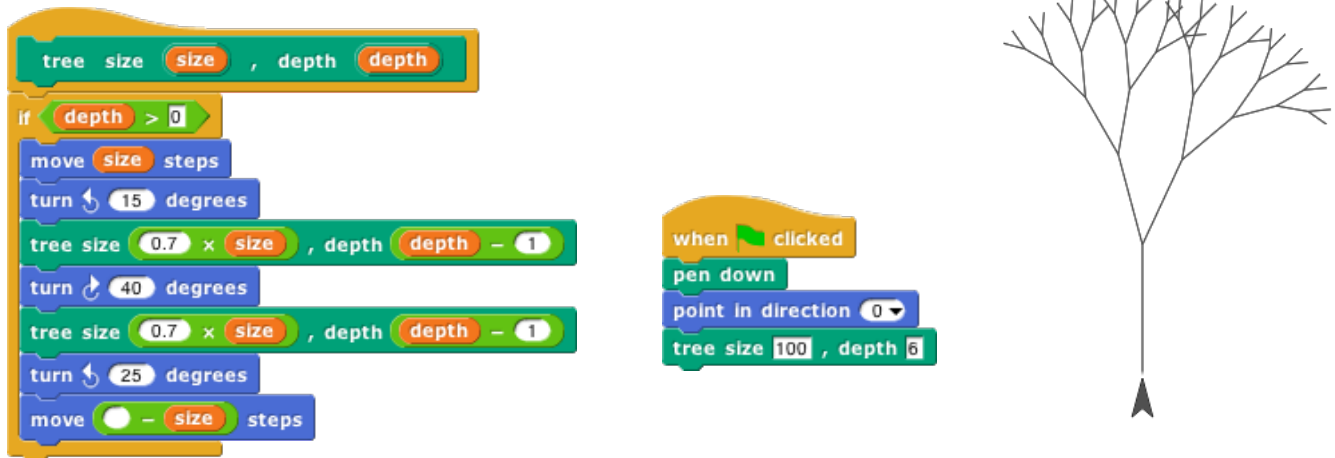 tree size size , depth depth
if depth > 0
move size steps
turn ↺ 15 degrees
tree size 0.7 × size , depth depth − 1
turn ↻ 40 degrees
tree size 0.7 × size , depth depth − 1
turn ↺ 25 degrees
move − size steps
when clicked
pen down
point in direction 0
tree size 100 , depth 6